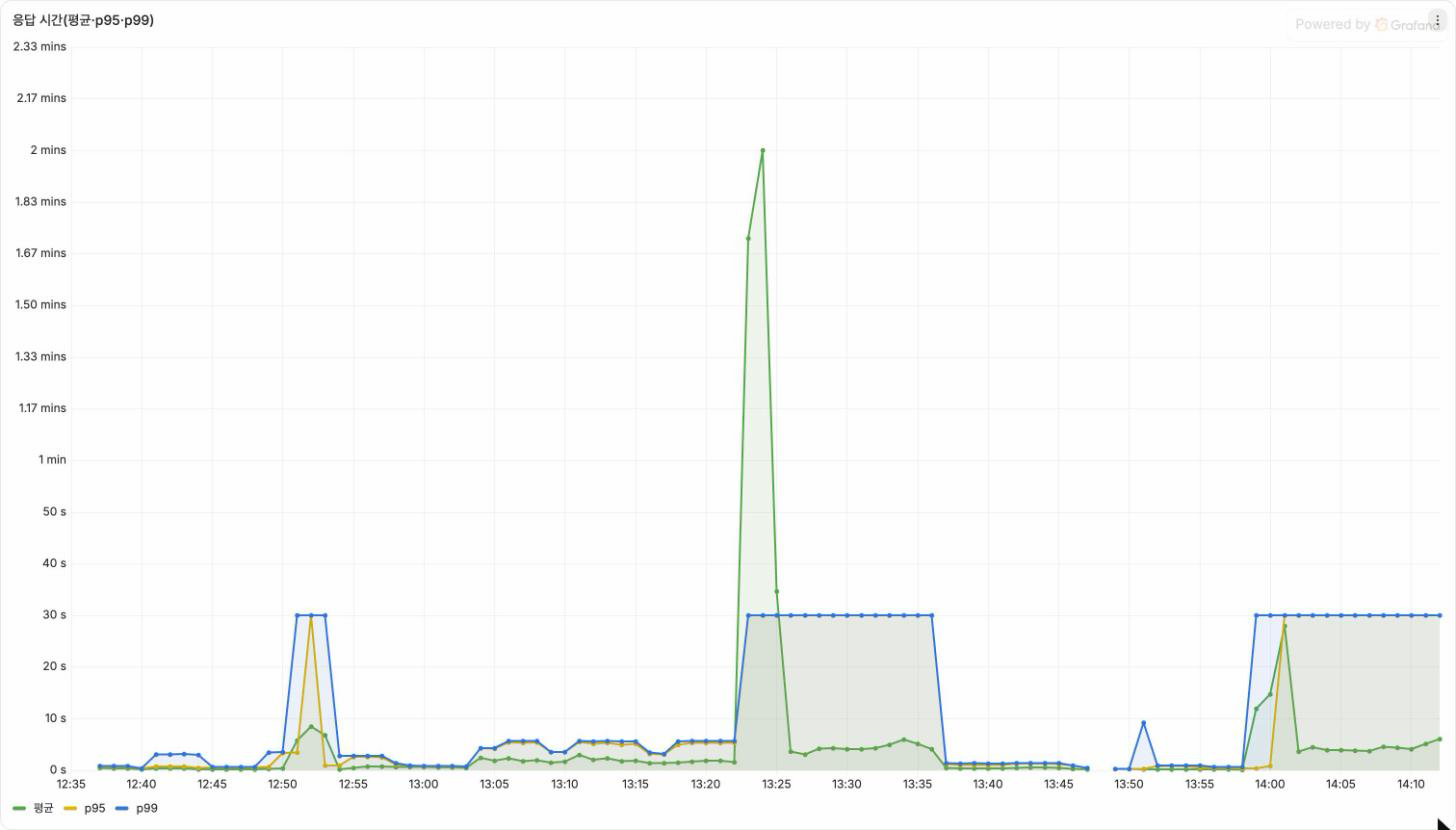 응답 시간(평균·p95·p99)
Powered by Grafana
2.33 mins
2.17 mins
2 mins
1.83 mins
1.67 mins
1.50 mins
1.33 mins
1.17 mins
1 min
50 s
40 s
30 s
20 s
10 s
0 s
12:35 12:40 12:45 12:50 12:55 13:00 13:05 13:10 13:15 13:20 13:25 13:30 13:35 13:40 13:45 13:50 13:55 14:00 14:05 14:10
평균 p95 p99